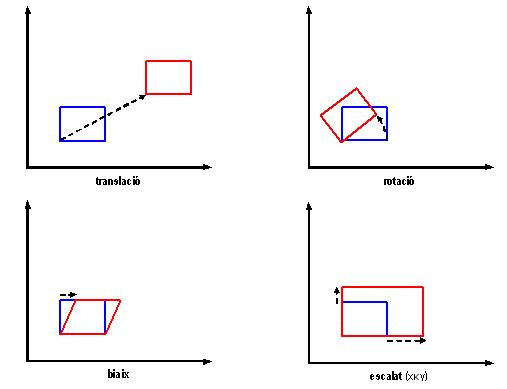 translació
rotació
biaix
escalat (xκy)